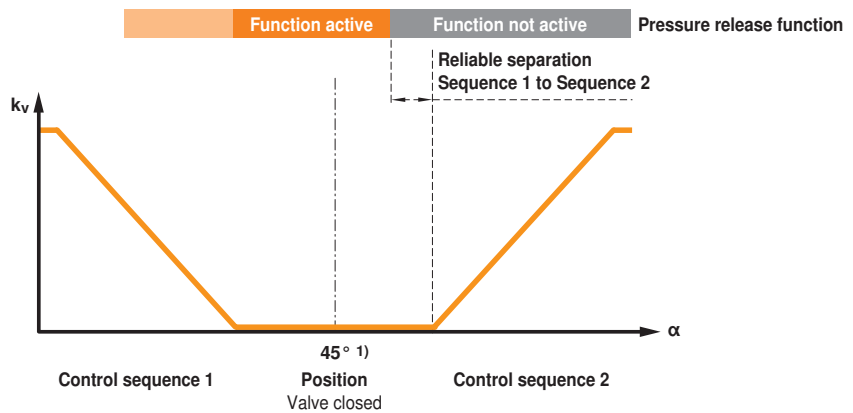 Function active
Function not active
Pressure release function
Reliable separation
Sequence 1 to Sequence 2
kv
α
45° 1)
Control sequence 1
Position
Control sequence 2
Valve closed